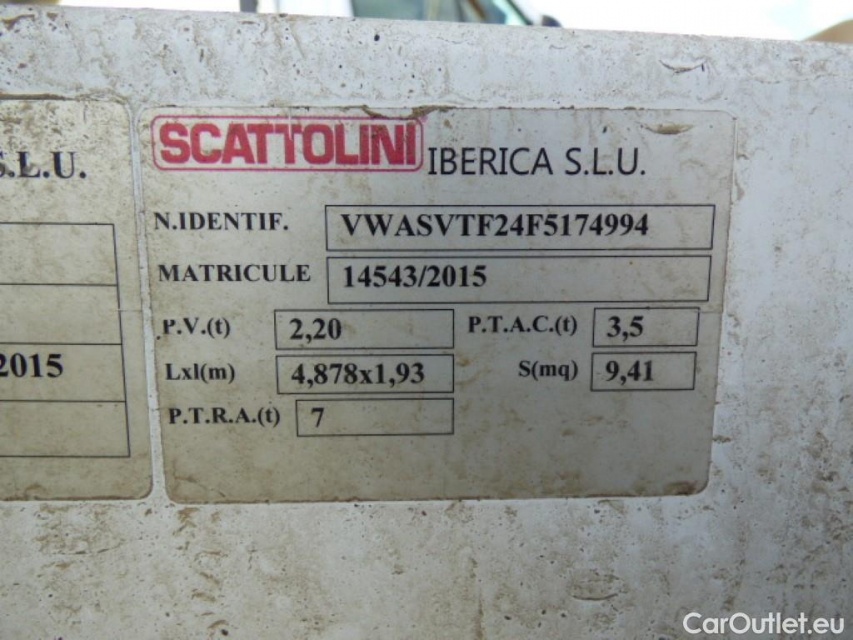 S.L.U.
2015
SCATTOLINI IBERICA S.L.U.
N.IDENTIF. VWASVTF24F5174994
MATRICULE 14543/2015
P.V.(t) 2,20 P.T.A.C.(t) 3,5
Lxl(m) 4,878x1,93 S(mq) 9,41
P.T.R.A.(t) 7
CarOutlet.eu